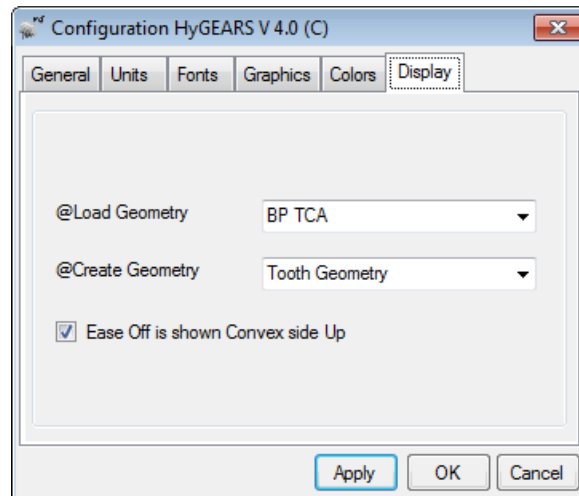 Configuration HyGEARS V 4.0 (C)
General Units Fonts Graphics Colors Display
@Load Geometry BP TCA
@Create Geometry Tooth Geometry
Ease Off is shown Convex side Up
Apply OK Cancel